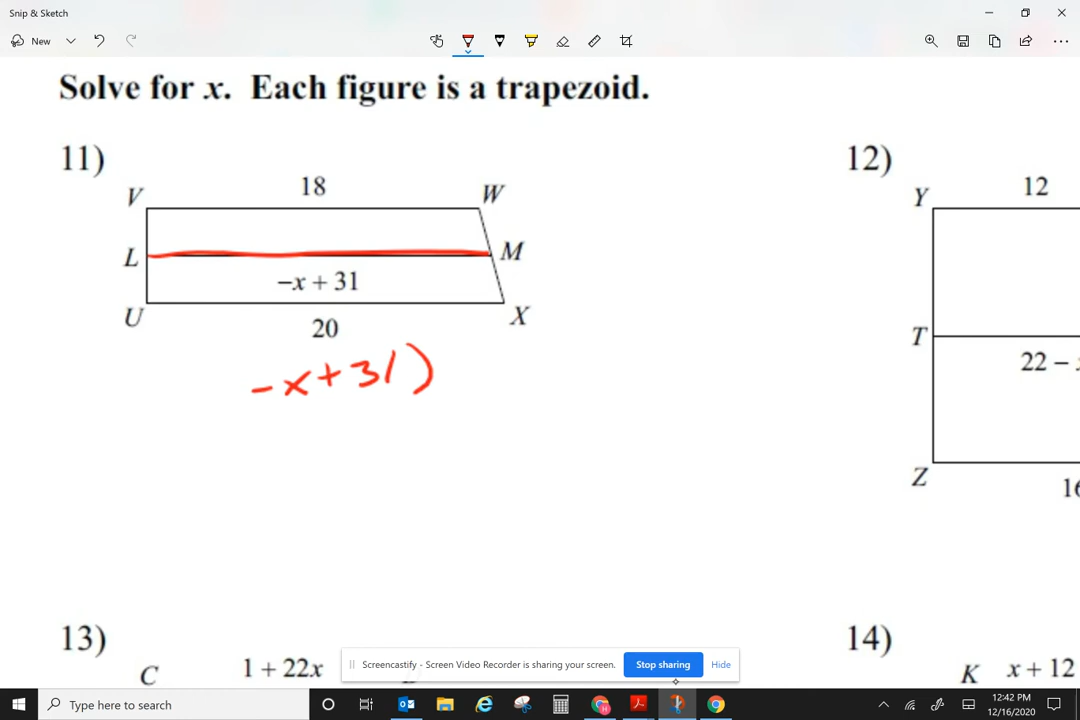 Snip & Sketch
New
Solve for x. Each figure is a trapezoid.
11)
12)
V
18
W
Y
12
L
M
−x + 31
U
X
20
T
22 −
-x+31)
Z
13)
14)
C
1 + 22x
K
x + 12
Screencastify - Screen Video Recorder is sharing your screen.
Stop sharing
Hide
Type here to search
12:42 PM
12/16/2020